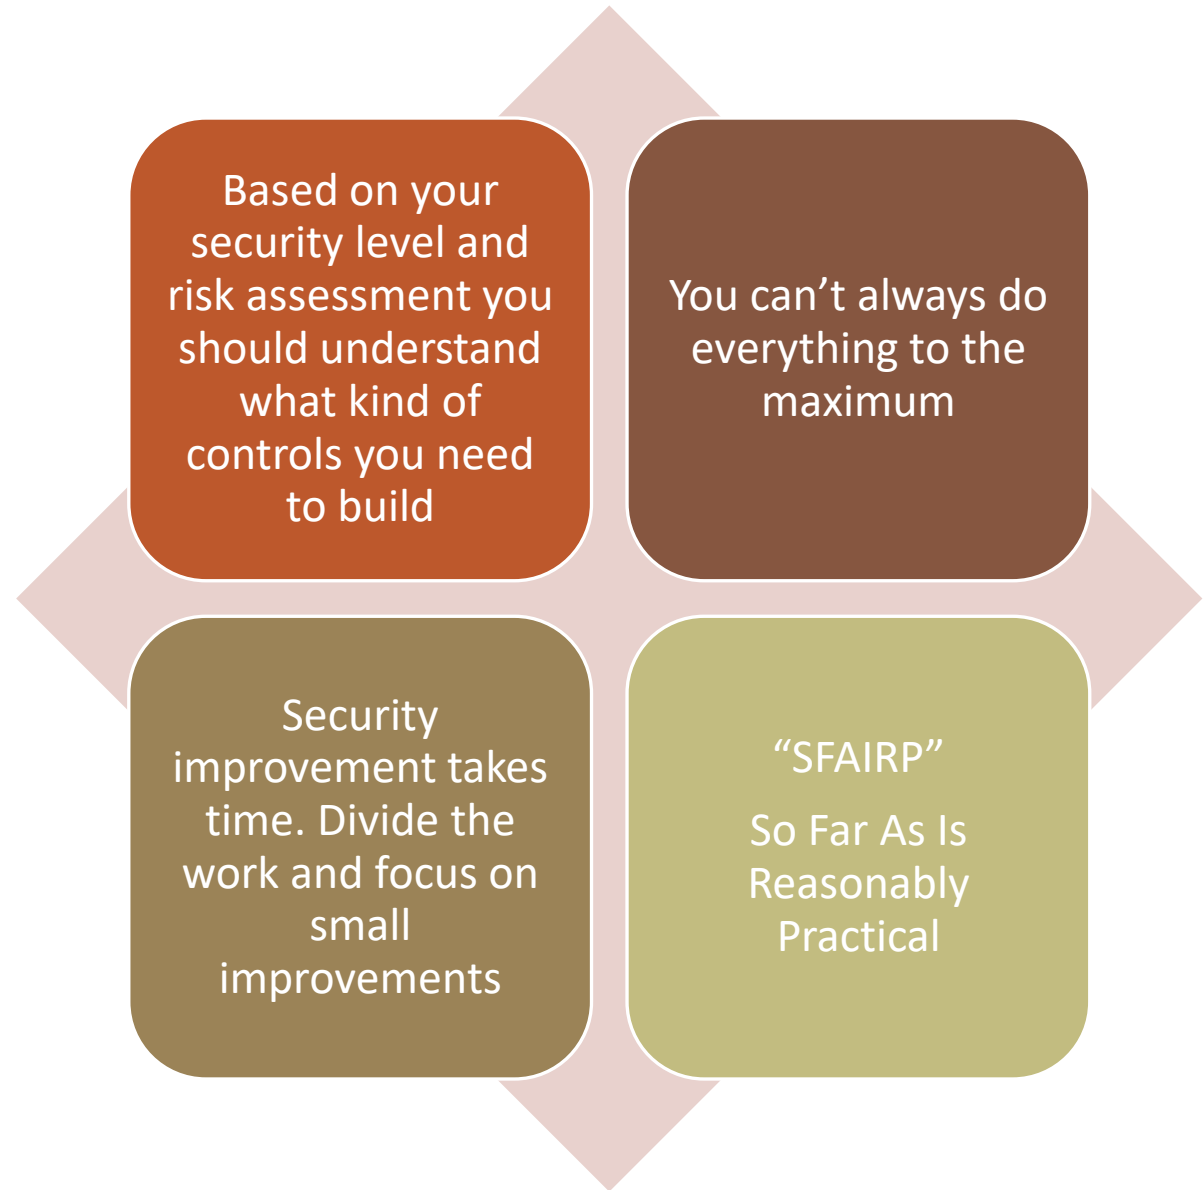 Based on your
security level and
risk assessment you
should understand
what kind of
controls you need
to build
You can’t always do
everything to the
maximum
Security
improvement takes
time. Divide the
work and focus on
small
improvements
“SFAIRP”
So Far As Is
Reasonably
Practical